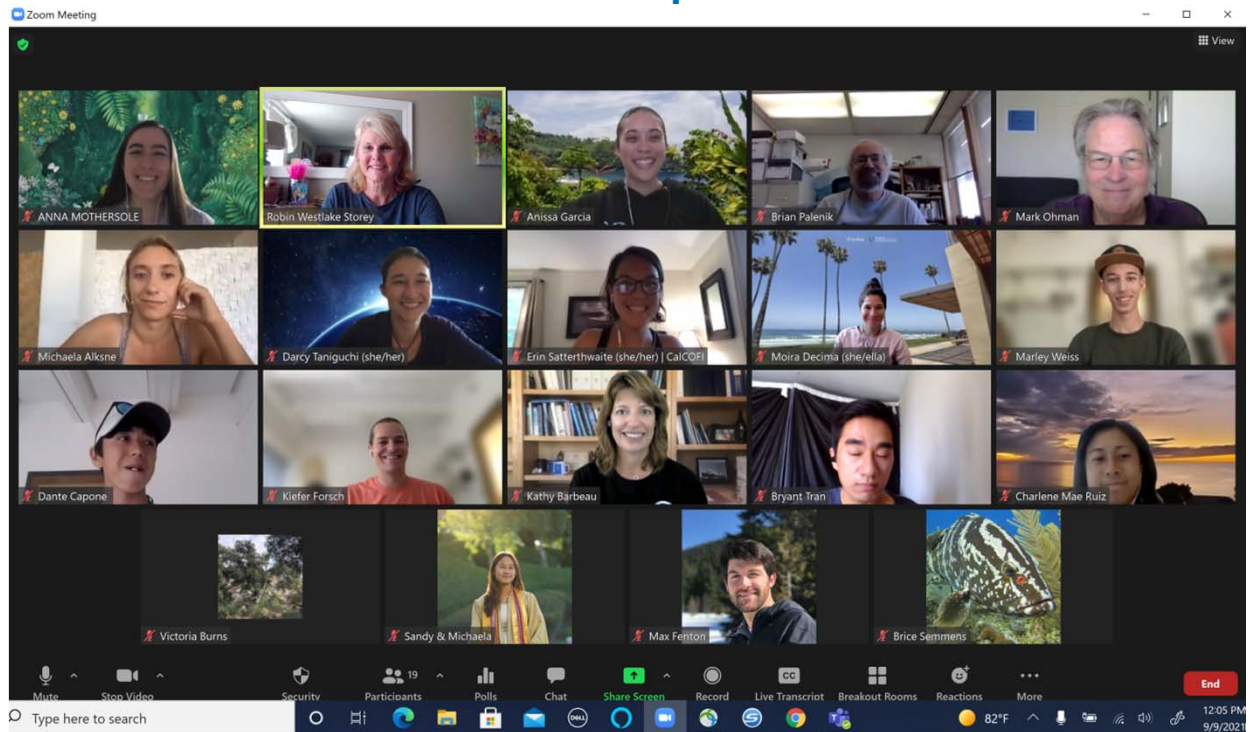 Zoom Meeting
View
ANNA MOTHERSOLE
Robin Westlake Storey
Anissa Garcia
Brian Palenik
Mark Ohman
Michaela Alksne
Darcy Taniguchi (she/her)
Erin Satterthwaite (she/her) | CalCOFI
Moira Decima (she/ella)
Marley Weiss
Dante Capone
Kiefer Forsch
Kathy Barbeau
Bryant Tran
Charlene Mae Ruiz
Victoria Burns
Sandy & Michaela
Max Fenton
Brice Semmens
19
CC
Mute
Stop Video
Security
Participants
Polls
Chat
Share Screen
Record
Live Transcript
Breakout Rooms
Reactions
More
End
Type here to search
DELL
82°F
12:05 PM
9/9/2021